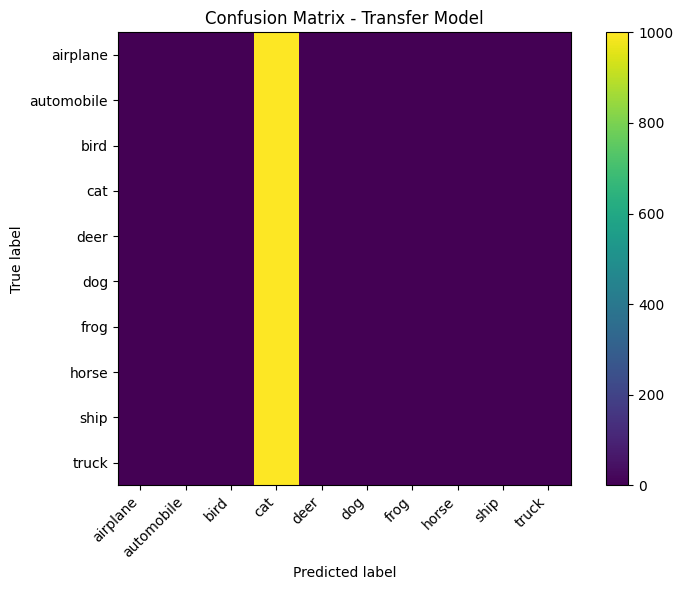 Confusion Matrix - Transfer Model
True label
airplane
automobile
bird
cat
deer
dog
frog
horse
ship
truck
airplane
automobile
bird
cat
deer
dog
frog
horse
ship
truck
Predicted label
1000
800
600
400
200
0